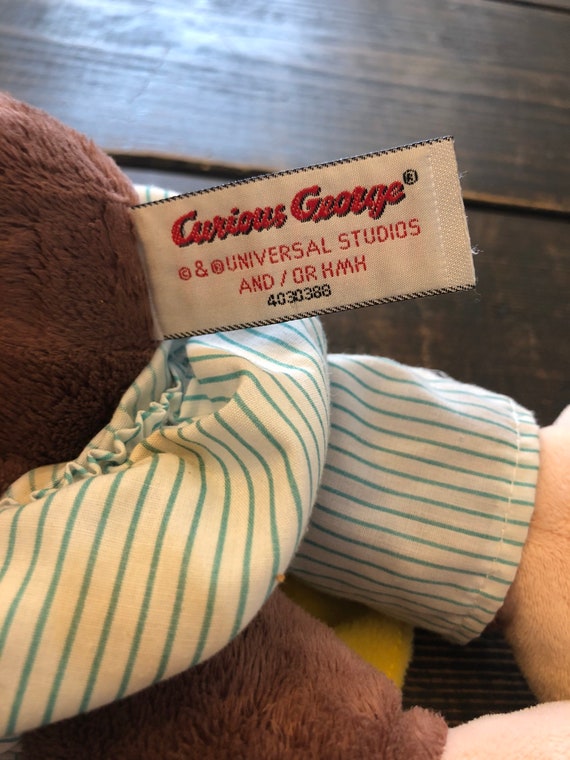 Curious George®
©&®UNIVERSAL STUDIOS
AND/OR HMH
4030388